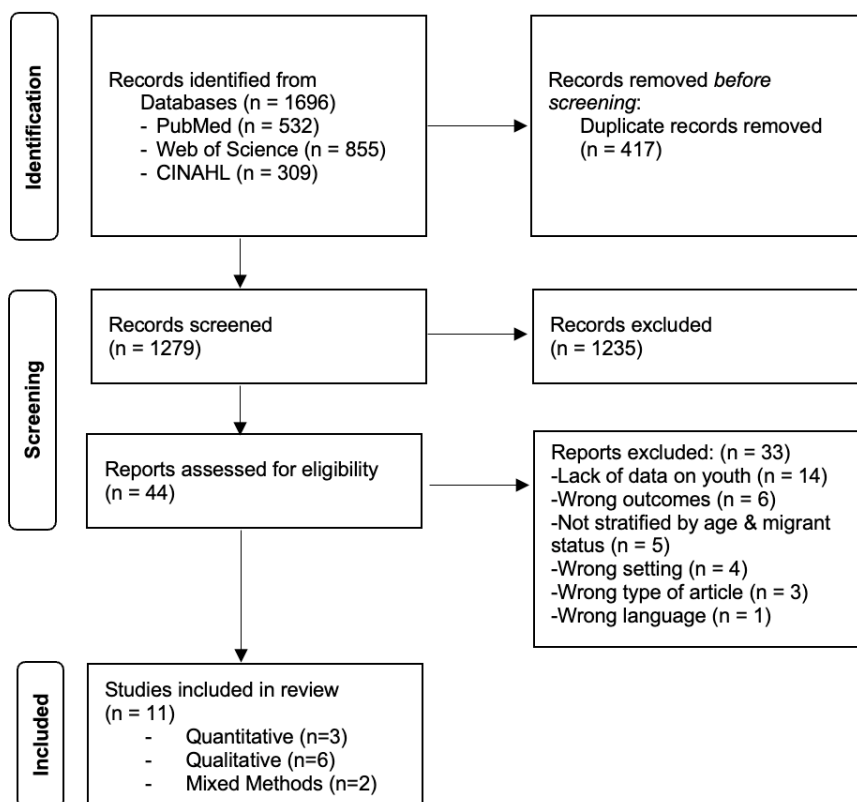 Identification
Records identified from
Databases (n = 1696)
- PubMed (n = 532)
- Web of Science (n = 855)
- CINAHL (n = 309)
Records removed before
screening:
Duplicate records removed
(n = 417)
Screening
Records screened
(n = 1279)
Records excluded
(n = 1235)
Reports assessed for eligibility
(n = 44)
Reports excluded: (n = 33)
-Lack of data on youth (n = 14)
-Wrong outcomes (n = 6)
-Not stratified by age & migrant
status (n = 5)
-Wrong setting (n = 4)
-Wrong type of article (n = 3)
-Wrong language (n = 1)
Included
Studies included in review
(n = 11)
- Quantitative (n=3)
- Qualitative (n=6)
- Mixed Methods (n=2)